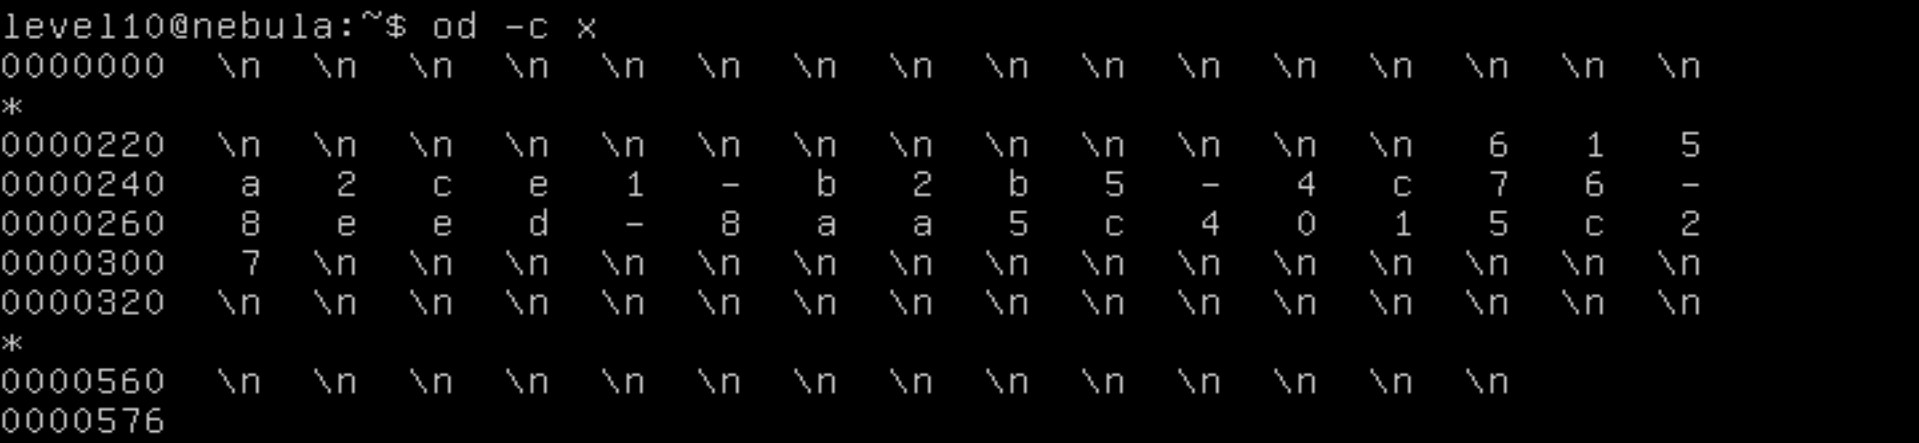 level10@nebula:~$ od -c x
0000000  \n  \n  \n  \n  \n  \n  \n  \n  \n  \n  \n  \n  \n  \n  \n  \n
*
0000220  \n  \n  \n  \n  \n  \n  \n  \n  \n  \n  \n  \n  \n   6   1   5
0000240   a   2   c   e   1   -   b   2   b   5   -   4   c   7   6   -
0000260   8   e   e   d   -   8   a   a   5   c   4   0   1   5   c   2
0000300   7  \n  \n  \n  \n  \n  \n  \n  \n  \n  \n  \n  \n  \n  \n  \n
0000320  \n  \n  \n  \n  \n  \n  \n  \n  \n  \n  \n  \n  \n  \n  \n  \n
*
0000560  \n  \n  \n  \n  \n  \n  \n  \n  \n  \n  \n  \n  \n  \n
0000576